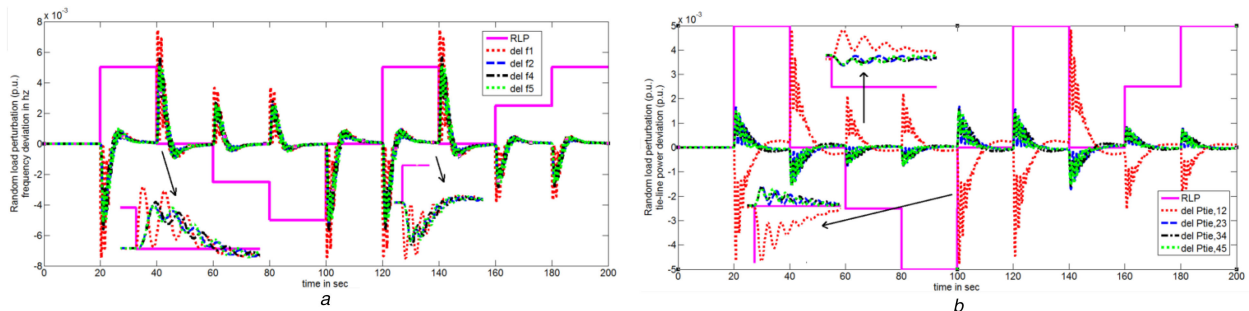 x 10⁻³
8
6
4
2
0
-2
-4
-6
-8
0 20 40 60 80 100 120 140 160 180 200
time in sec
Random load perturbation (p.u.)
frequency deviation in hz
RLP
del f1
del f2
del f4
del f5
a
x 10⁻³
5
4
3
2
1
0
-1
-2
-3
-4
-5
0 20 40 60 80 100 120 140 160 180 200
time in sec
Random load perturbation (p.u.)
tie-line power deviation (p.u.)
RLP
del Ptie,12
del Ptie,23
del Ptie,34
del Ptie,45
b